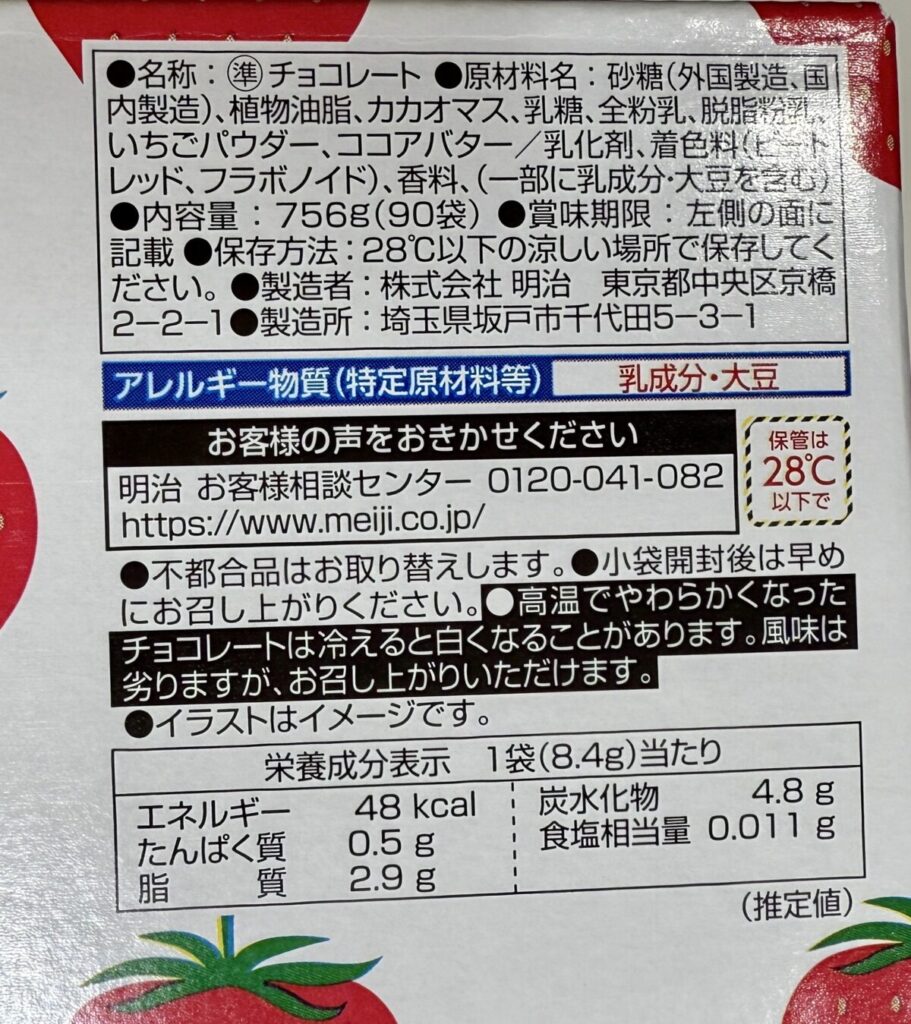 ●名称：㊗準チョコレート ●原材料名：砂糖（外国製造、国
内製造）、植物油脂、カカオマス、乳糖、全粉乳、脱脂粉乳、
いちごパウダー、ココアバター／乳化剤、着色料（ビート
レッド、フラボノイド）、香料、（一部に乳成分・大豆を含む）
●内容量：756g（90袋） ●賞味期限：左側の面に
記載 ●保存方法：28℃以下の涼しい場所で保存してく
ださい。 ●製造者：株式会社 明治　東京都中央区京橋
2−2−1●製造所：埼玉県坂戸市千代田5−3−1
アレルギー物質（特定原材料等） 乳成分・大豆
お客様の声をおきかせください
明治 お客様相談センター 0120-041-082
https://www.meiji.co.jp/
保管は
28℃
以下で
●不都合品はお取り替えします。●小袋開封後は早め
にお召し上がりください。●高温でやわらかくなった
チョコレートは冷えると白くなることがあります。風味は
劣りますが、お召し上がりいただけます。
●イラストはイメージです。
栄養成分表示　1袋（8.4g）当たり
エネルギー 48 kcal 炭水化物 4.8 g
たんぱく質 0.5 g 食塩相当量 0.011 g
脂質 2.9 g
（推定値）